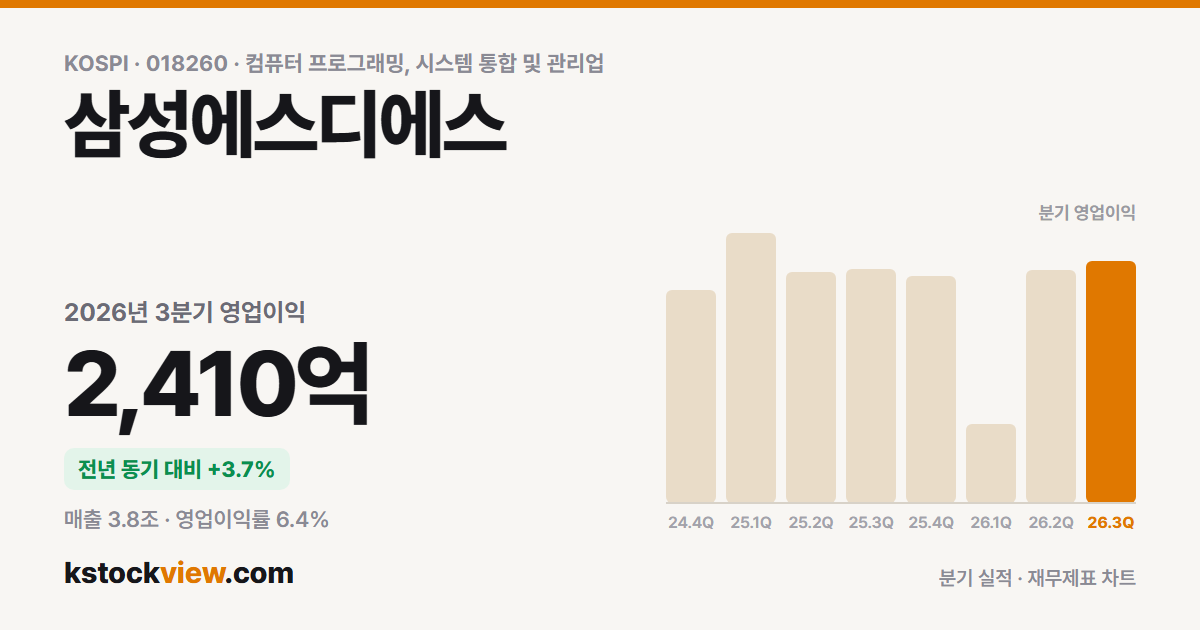 KOSPI · 018260 · 컴퓨터 프로그래밍, 시스템 통합 및 관리업
삼성에스디에스
분기 영업이익
2026년 3분기 영업이익
2,410억
전년 동기 대비 +3.7%
매출 3.8조 · 영업이익률 6.4%
24.4Q 25.1Q 25.2Q 25.3Q 25.4Q 26.1Q 26.2Q 26.3Q
kstockview.com
분기 실적 · 재무제표 차트